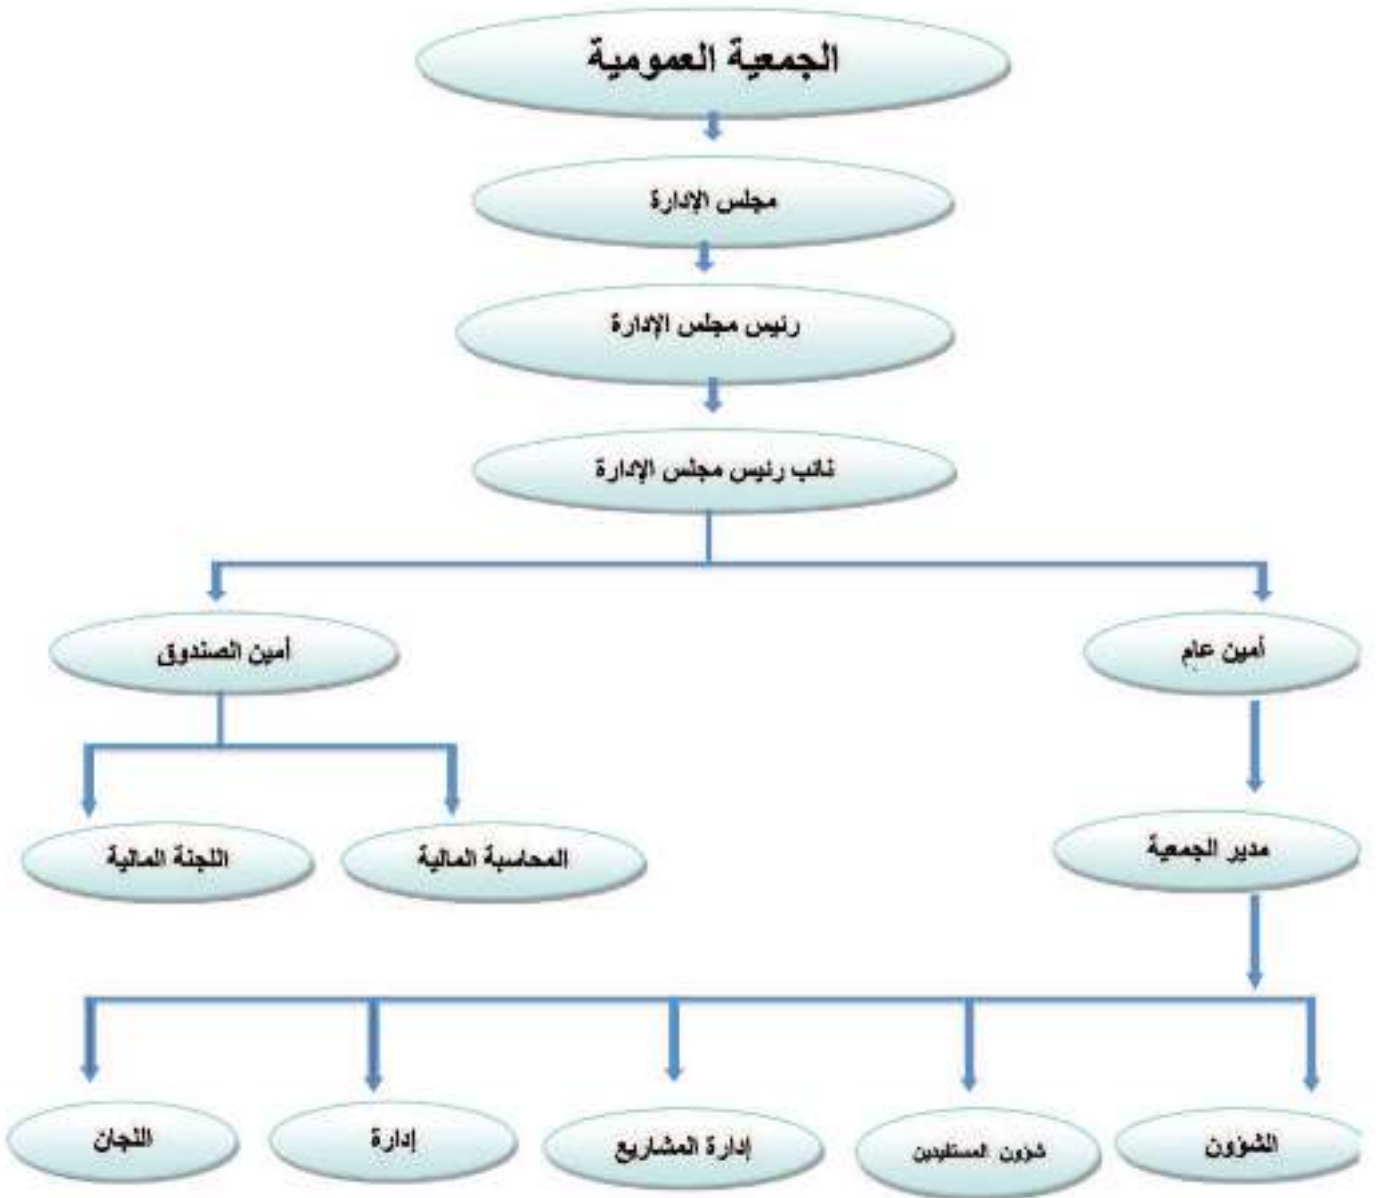 الجمعية العمومية
مجلس الإدارة
رئيس مجلس الإدارة
نائب رئيس مجلس الإدارة
أمين عام
أمين الصندوق
مدير الجمعية
المحاسبة المالية
اللجنة المالية
الشؤون
شؤون المستفيدين
إدارة المشاريع
إدارة
اللجان